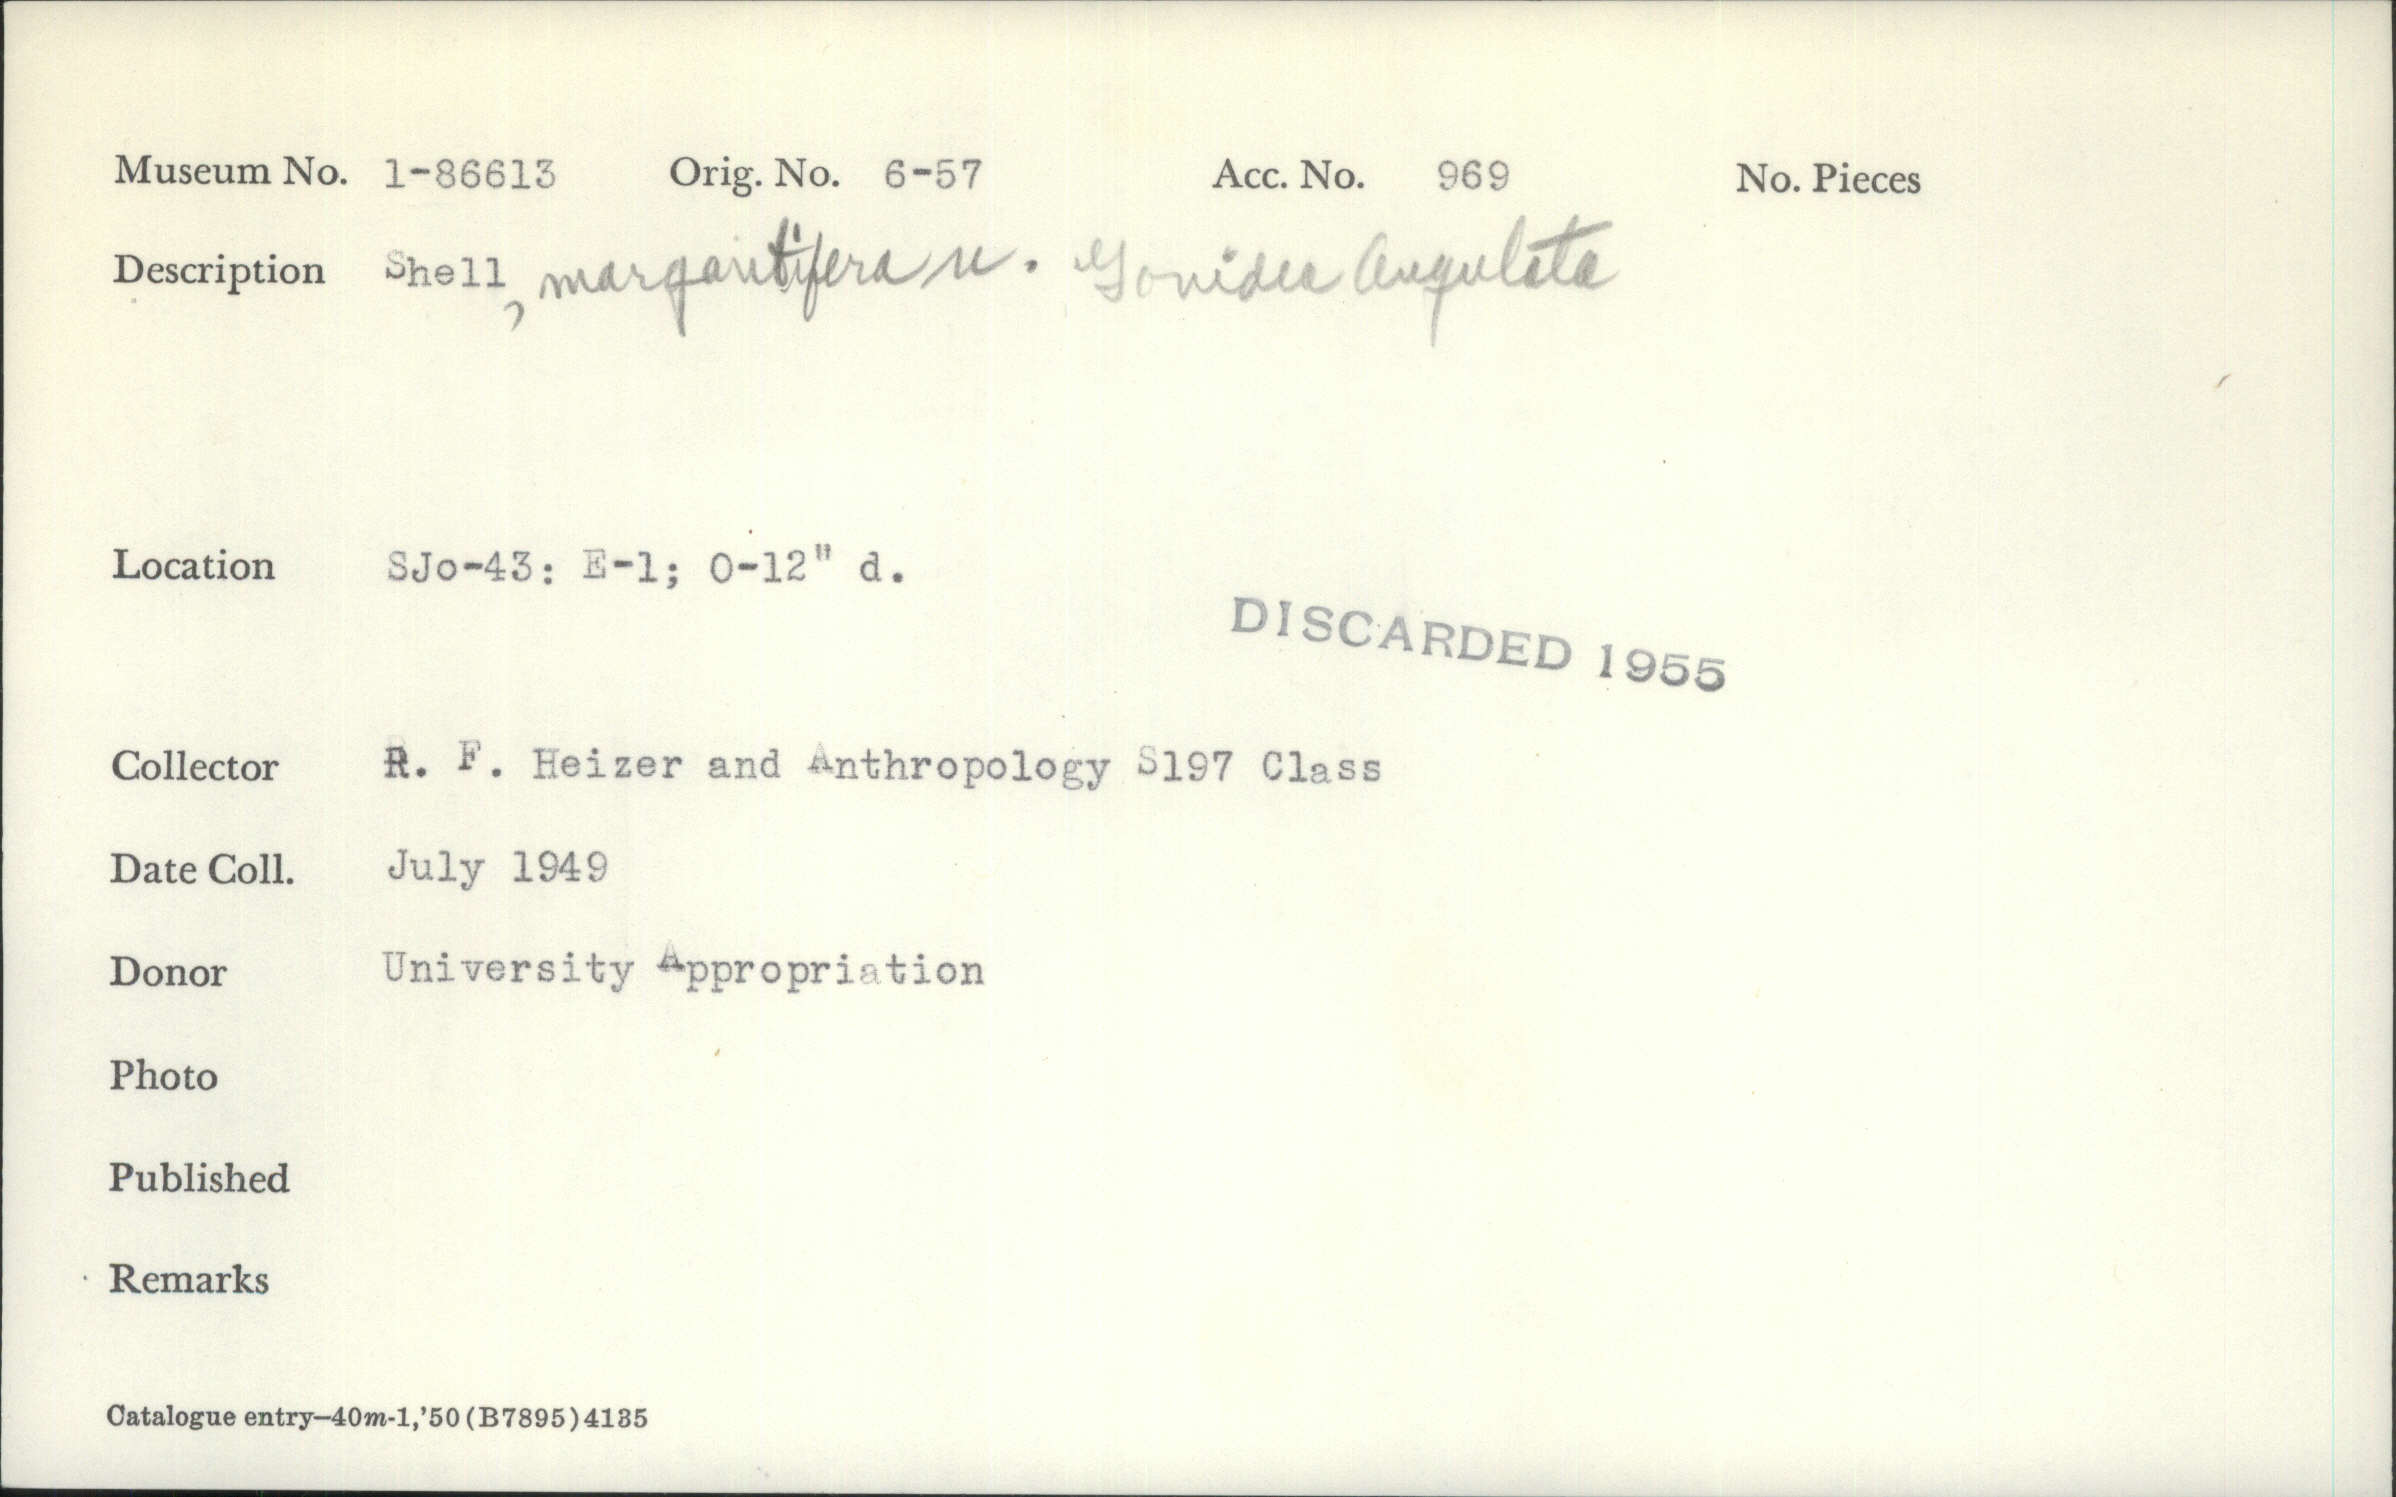 Museum No. 1-86613 Orig. No. 6-57 Acc. No. 969 No. Pieces
Description Shell, margaritifera n. Gonidea Angulata
Location SJo-43: E-1; 0-12" d.
DISCARDED 1955
Collector R. F. Heizer and Anthropology S197 Class
Date Coll. July 1949
Donor University Appropriation
Photo
Published
Remarks
Catalogue entry—40m-1,'50(B7895)4135